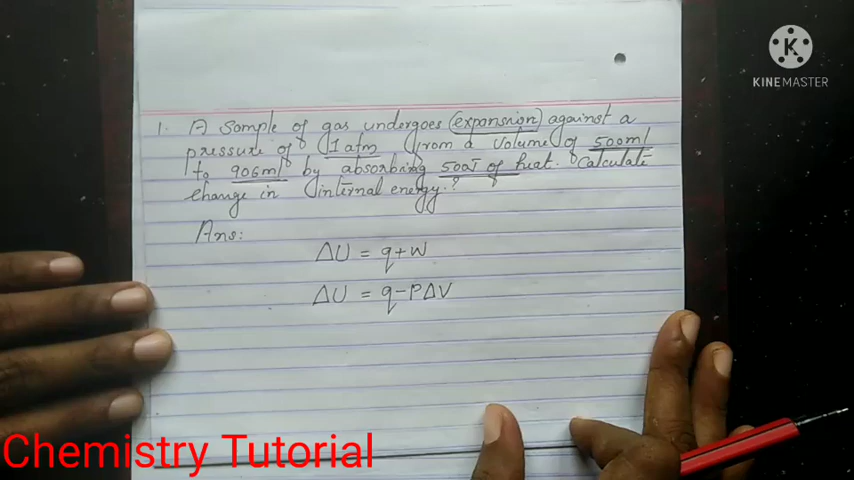 KINEMASTER
1. A sample of gas undergoes (expansion) against a
pressure of 1 atm from a volume of 500ml
to 906ml by absorbing 500J of heat. Calculate
change in internal energy.?
Ans:
ΔU = q+W
ΔU = q-PΔV
Chemistry Tutorial